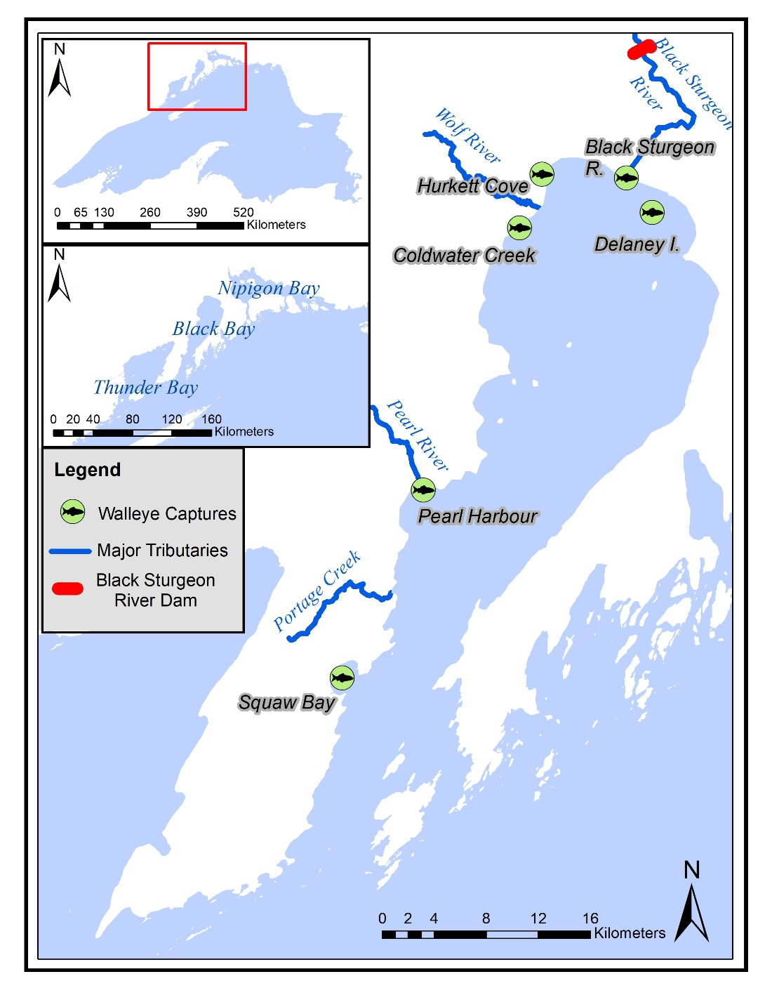 N
0 65 130 260 390 520
Kilometers
N
Nipigon Bay
Black Bay
Thunder Bay
0 20 40 80 120 160
Kilometers
Legend
Walleye Captures
Major Tributaries
Black Sturgeon
River Dam
Black Sturgeon
River
Wolf River
Black Sturgeon
R.
Hurkett Cove
Coldwater Creek
Delaney I.
Pearl River
Pearl Harbour
Portage Creek
Squaw Bay
N
0 2 4 8 12 16
Kilometers